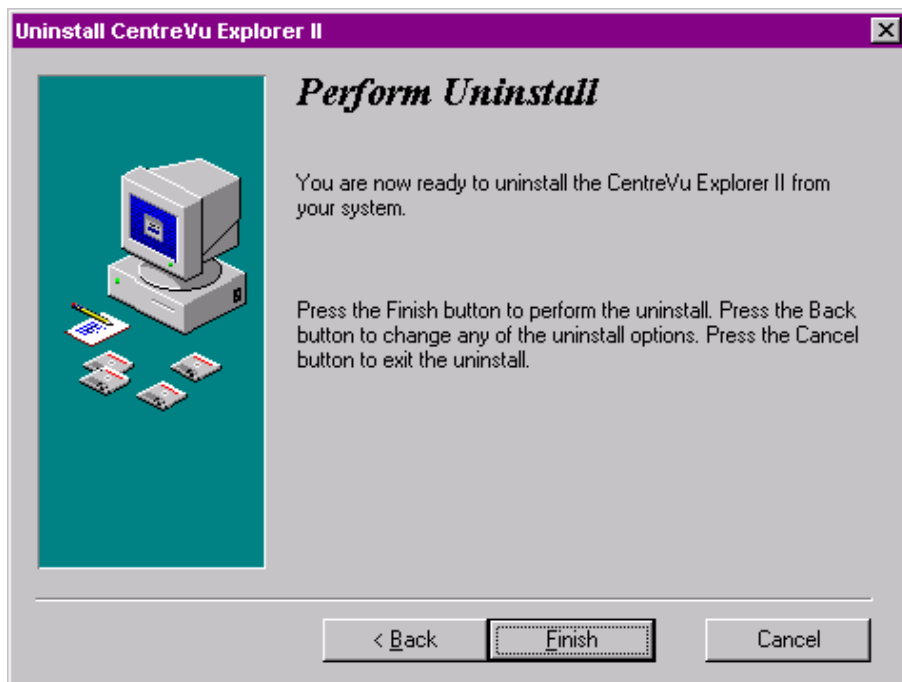 Uninstall CentreVu Explorer II
Perform Uninstall
You are now ready to uninstall the CentreVu Explorer II from
your system.
Press the Finish button to perform the uninstall. Press the Back
button to change any of the uninstall options. Press the Cancel
button to exit the uninstall.
< Back
Finish
Cancel